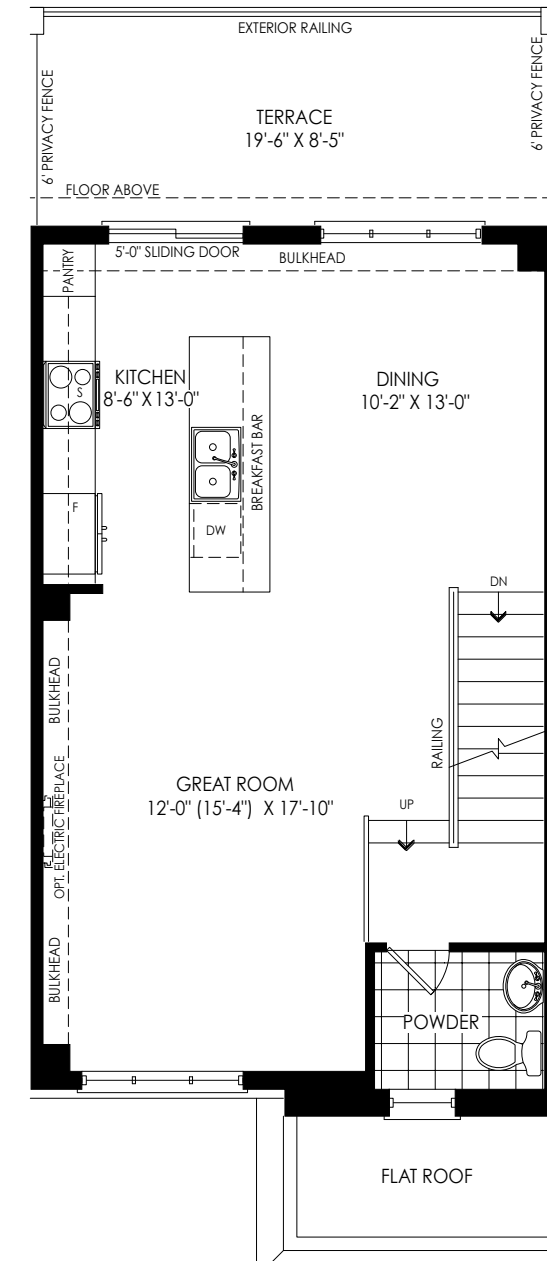 EXTERIOR RAILING
6' PRIVACY FENCE
6' PRIVACY FENCE
TERRACE
19'-6" X 8'-5"
FLOOR ABOVE
5'-0" SLIDING DOOR
BULKHEAD
PANTRY
KITCHEN
8'-6" X 13'-0"
S
DINING
10'-2" X 13'-0"
BREAKFAST BAR
F
DW
DN
BULKHEAD
RAILING
OPT. ELECTRIC FIREPLACE
GREAT ROOM
12'-0" (15'-4") X 17'-10"
UP
BULKHEAD
POWDER
FLAT ROOF